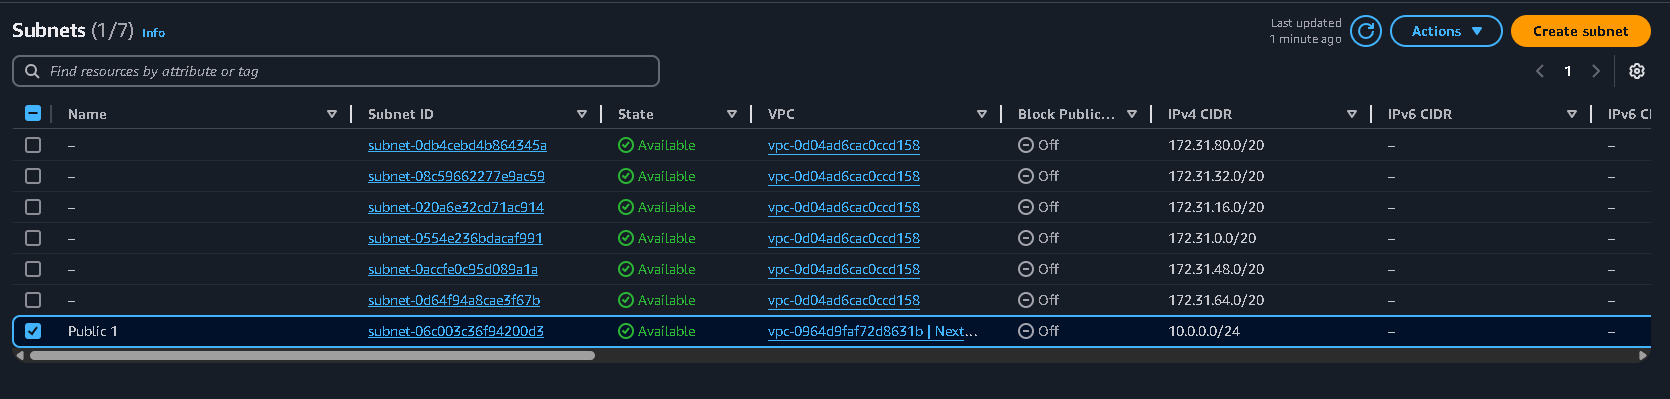 Subnets (1/7) Info
Last updated
1 minute ago
Actions
Create subnet
Find resources by attribute or tag
1
Name Subnet ID State VPC Block Public... IPv4 CIDR IPv6 CIDR IPv6 CI
– subnet-0db4cebd4b864345a Available vpc-0d04ad6cac0ccd158 Off 172.31.80.0/20 – –
– subnet-08c59662277e9ac59 Available vpc-0d04ad6cac0ccd158 Off 172.31.32.0/20 – –
– subnet-020a6e32cd71ac914 Available vpc-0d04ad6cac0ccd158 Off 172.31.16.0/20 – –
– subnet-0554e236bdacaf991 Available vpc-0d04ad6cac0ccd158 Off 172.31.0.0/20 – –
– subnet-0accfe0c95d089a1a Available vpc-0d04ad6cac0ccd158 Off 172.31.48.0/20 – –
– subnet-0d64f94a8cae3f67b Available vpc-0d04ad6cac0ccd158 Off 172.31.64.0/20 – –
Public 1 subnet-06c003c36f94200d3 Available vpc-0964d9faf72d8631b | Next... Off 10.0.0.0/24 – –